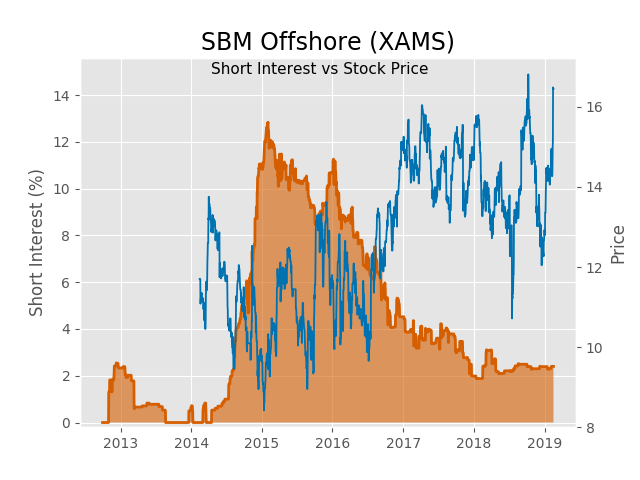 SBM Offshore (XAMS)
Short Interest vs Stock Price
Short Interest (%)
14
12
10
8
6
4
2
0
16
14
12
10
8
Price
2013 2014 2015 2016 2017 2018 2019